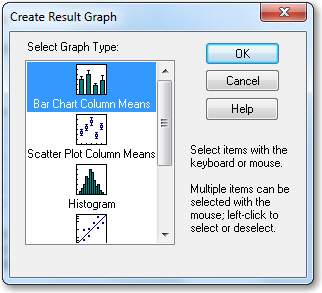 Create Result Graph
Select Graph Type:
Bar Chart Column Means
Scatter Plot Column Means
Histogram
OK
Cancel
Help
Select items with the
keyboard or mouse.
Multiple items can be
selected with the
mouse; left-click to
select or deselect.